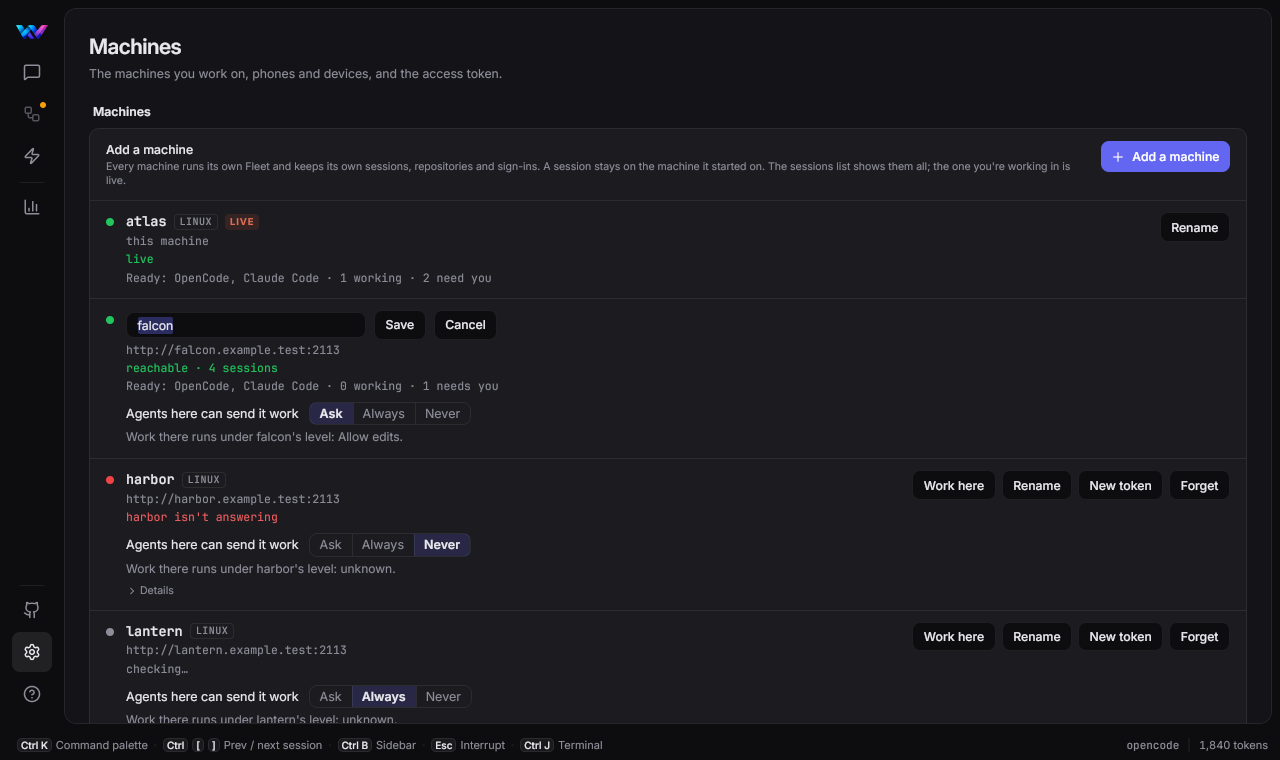 Machines
The machines you work on, phones and devices, and the access token.
Machines
Add a machine
Every machine runs its own Fleet and keeps its own sessions, repositories and sign-ins. A session stays on the machine it started on. The sessions list shows them all; the one you're working in is
live.
+ Add a machine
atlas LINUX LIVE
Rename
this machine
live
Ready: OpenCode, Claude Code · 1 working · 2 need you
falcon Save Cancel
http://falcon.example.test:2113
reachable · 4 sessions
Ready: OpenCode, Claude Code · 0 working · 1 needs you
Agents here can send it work Ask Always Never
Work there runs under falcon's level: Allow edits.
harbor LINUX
Work here Rename New token Forget
http://harbor.example.test:2113
harbor isn't answering
Agents here can send it work Ask Always Never
Work there runs under harbor's level: unknown.
Details
lantern LINUX
Work here Rename New token Forget
http://lantern.example.test:2113
checking…
Agents here can send it work Ask Always Never
Work there runs under lantern's level: unknown.
Ctrl K Command palette · Ctrl [ ] Prev / next session · Ctrl B Sidebar · Esc Interrupt · Ctrl J Terminal
opencode 1,840 tokens